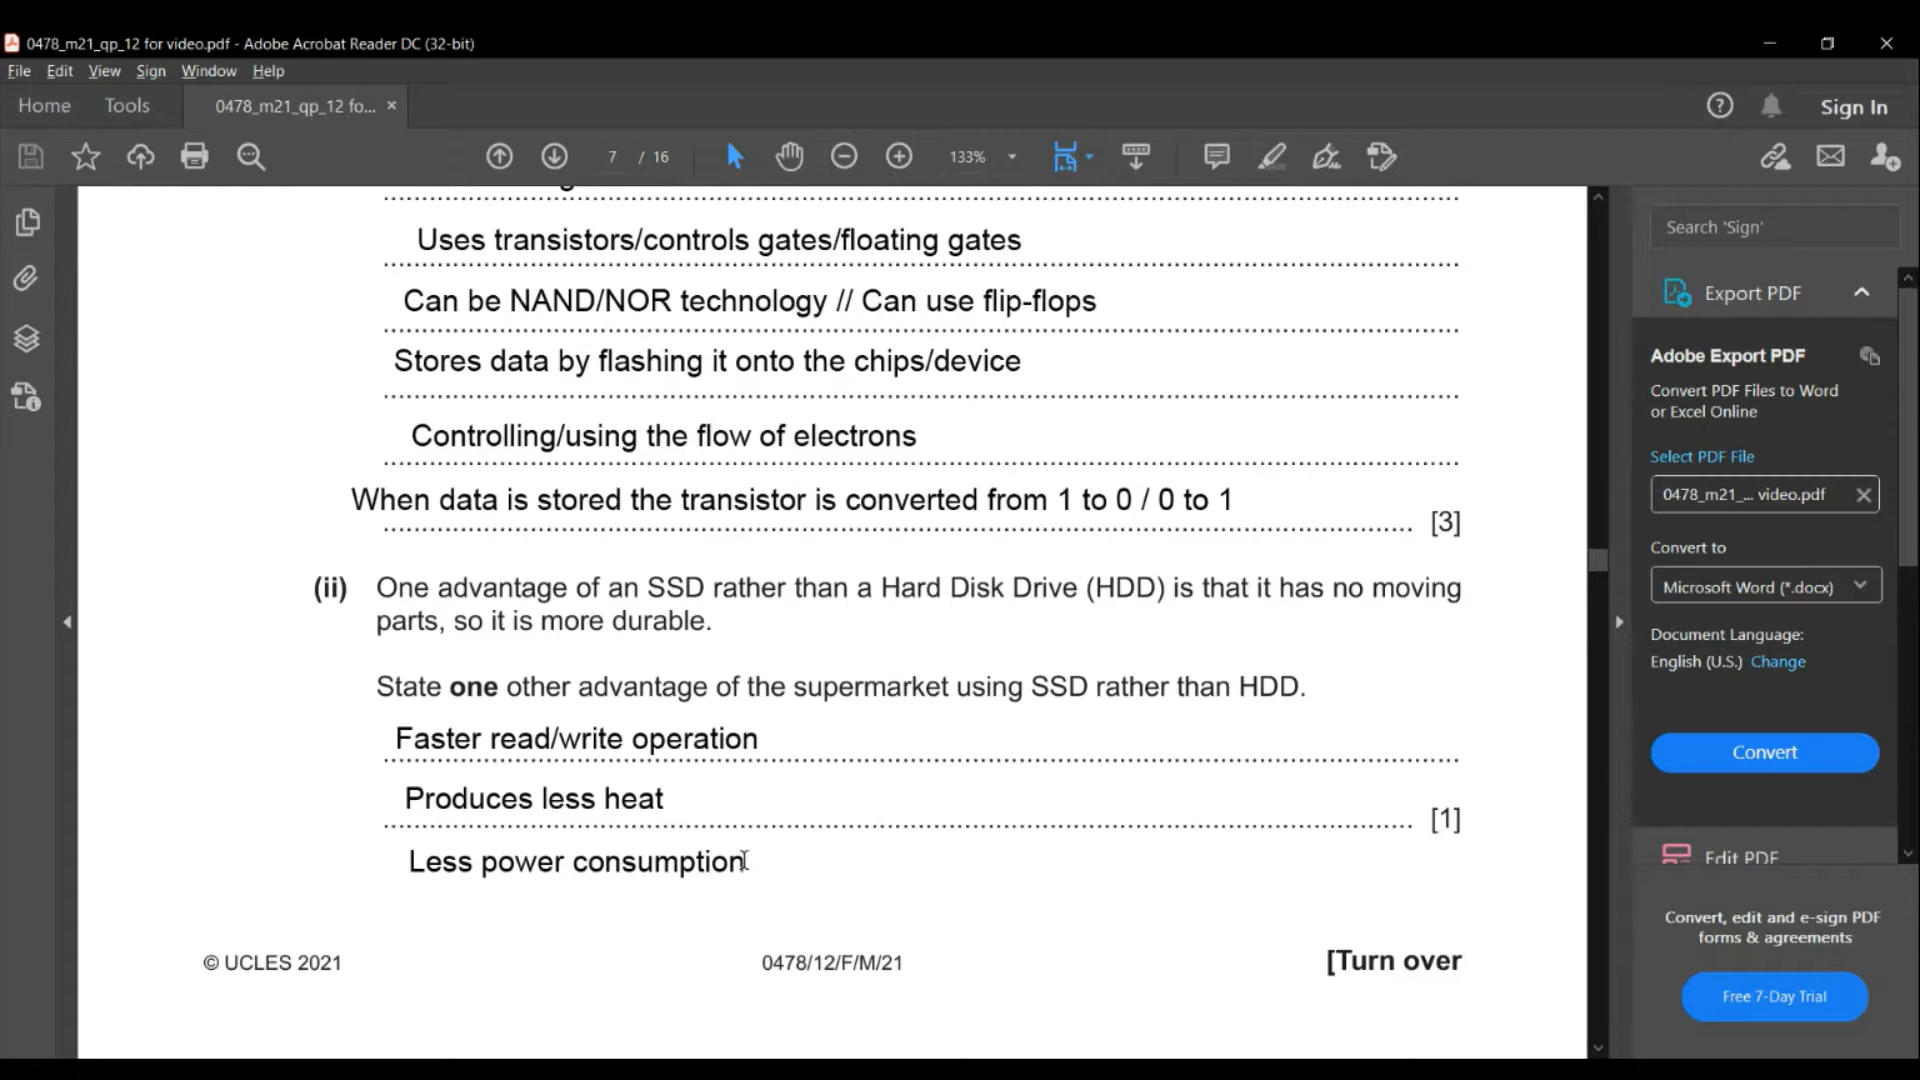 0478_m21_qp_12 for video.pdf - Adobe Acrobat Reader DC (32-bit)
File Edit View Sign Window Help
Home Tools 0478_m21_qp_12 fo... × Sign In
7 / 16 133%
Uses transistors/controls gates/floating gates
Can be NAND/NOR technology // Can use flip-flops
Stores data by flashing it onto the chips/device
Controlling/using the flow of electrons
When data is stored the transistor is converted from 1 to 0 / 0 to 1
[3]
(ii) One advantage of an SSD rather than a Hard Disk Drive (HDD) is that it has no moving
parts, so it is more durable.
State one other advantage of the supermarket using SSD rather than HDD.
Faster read/write operation
Produces less heat
[1]
Less power consumption
© UCLES 2021 0478/12/F/M/21 [Turn over
Search 'Sign'
Export PDF
Adobe Export PDF
Convert PDF Files to Word
or Excel Online
Select PDF File
0478_m21_... video.pdf
Convert to
Microsoft Word (*.docx)
Document Language:
English (U.S.) Change
Convert
Edit PDF
Convert, edit and e-sign PDF
forms & agreements
Free 7-Day Trial